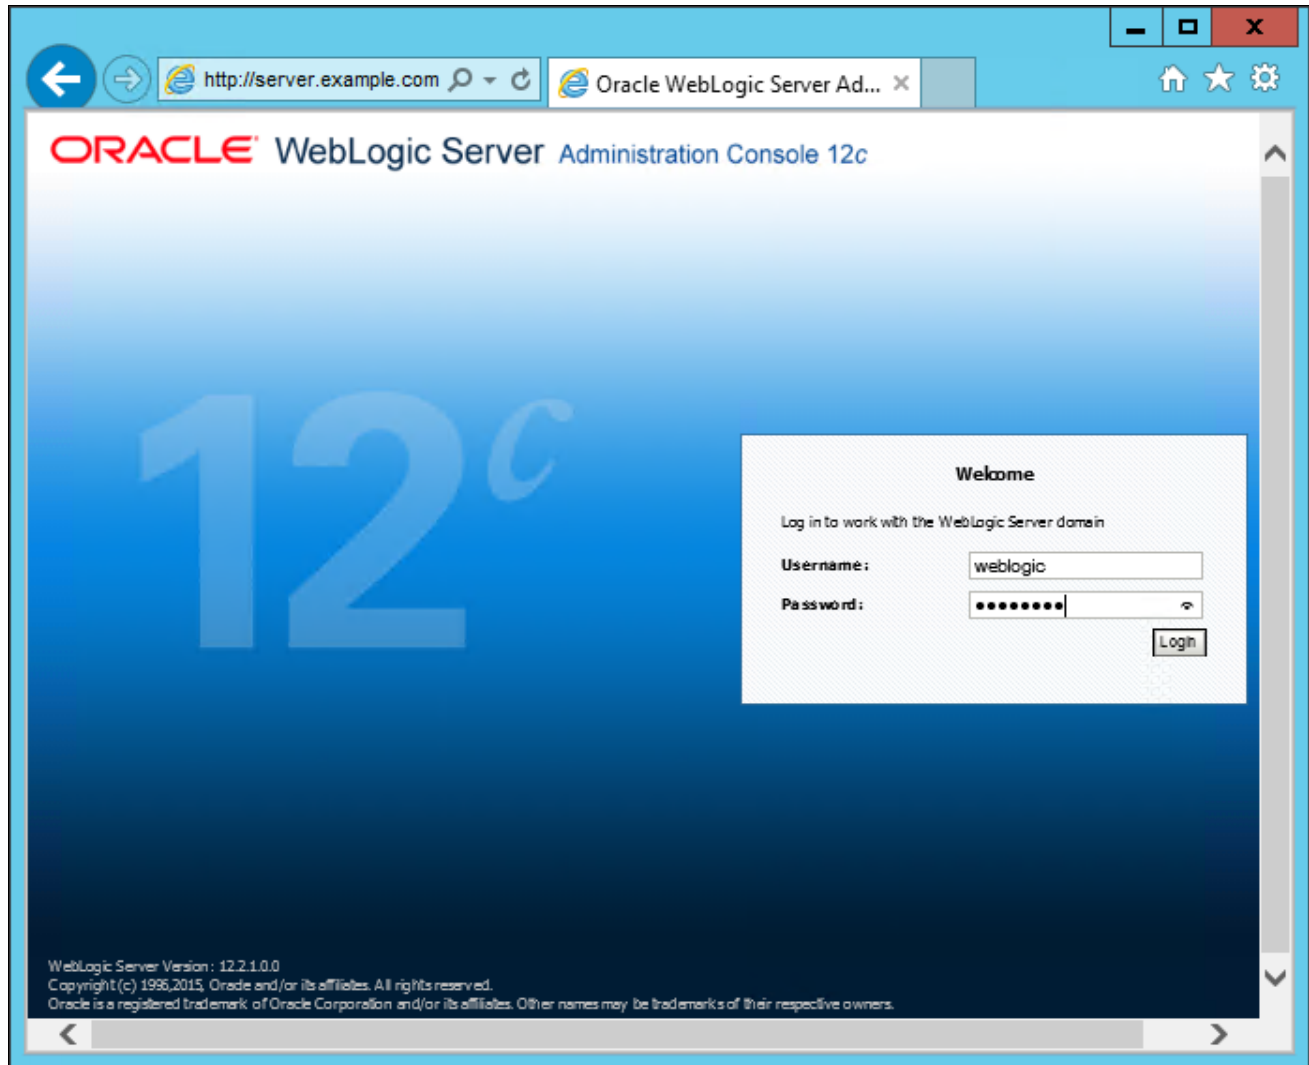 http://server.example.com
Oracle WebLogic Server Ad...
ORACLE WebLogic Server Administration Console 12c
12c
Welcome
Log in to work with the WebLogic Server domain
Username: weblogic
Password: ••••••••
Login
WebLogic Server Version: 12.2.1.0.0
Copyright (c) 1996,2015, Oracle and/or its affiliates. All rights reserved.
Oracle is a registered trademark of Oracle Corporation and/or its affiliates. Other names may be trademarks of their respective owners.